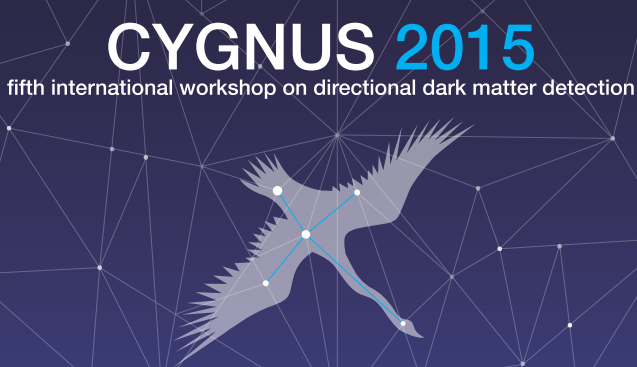 CYGNUS 2015
fifth international workshop on directional dark matter detection